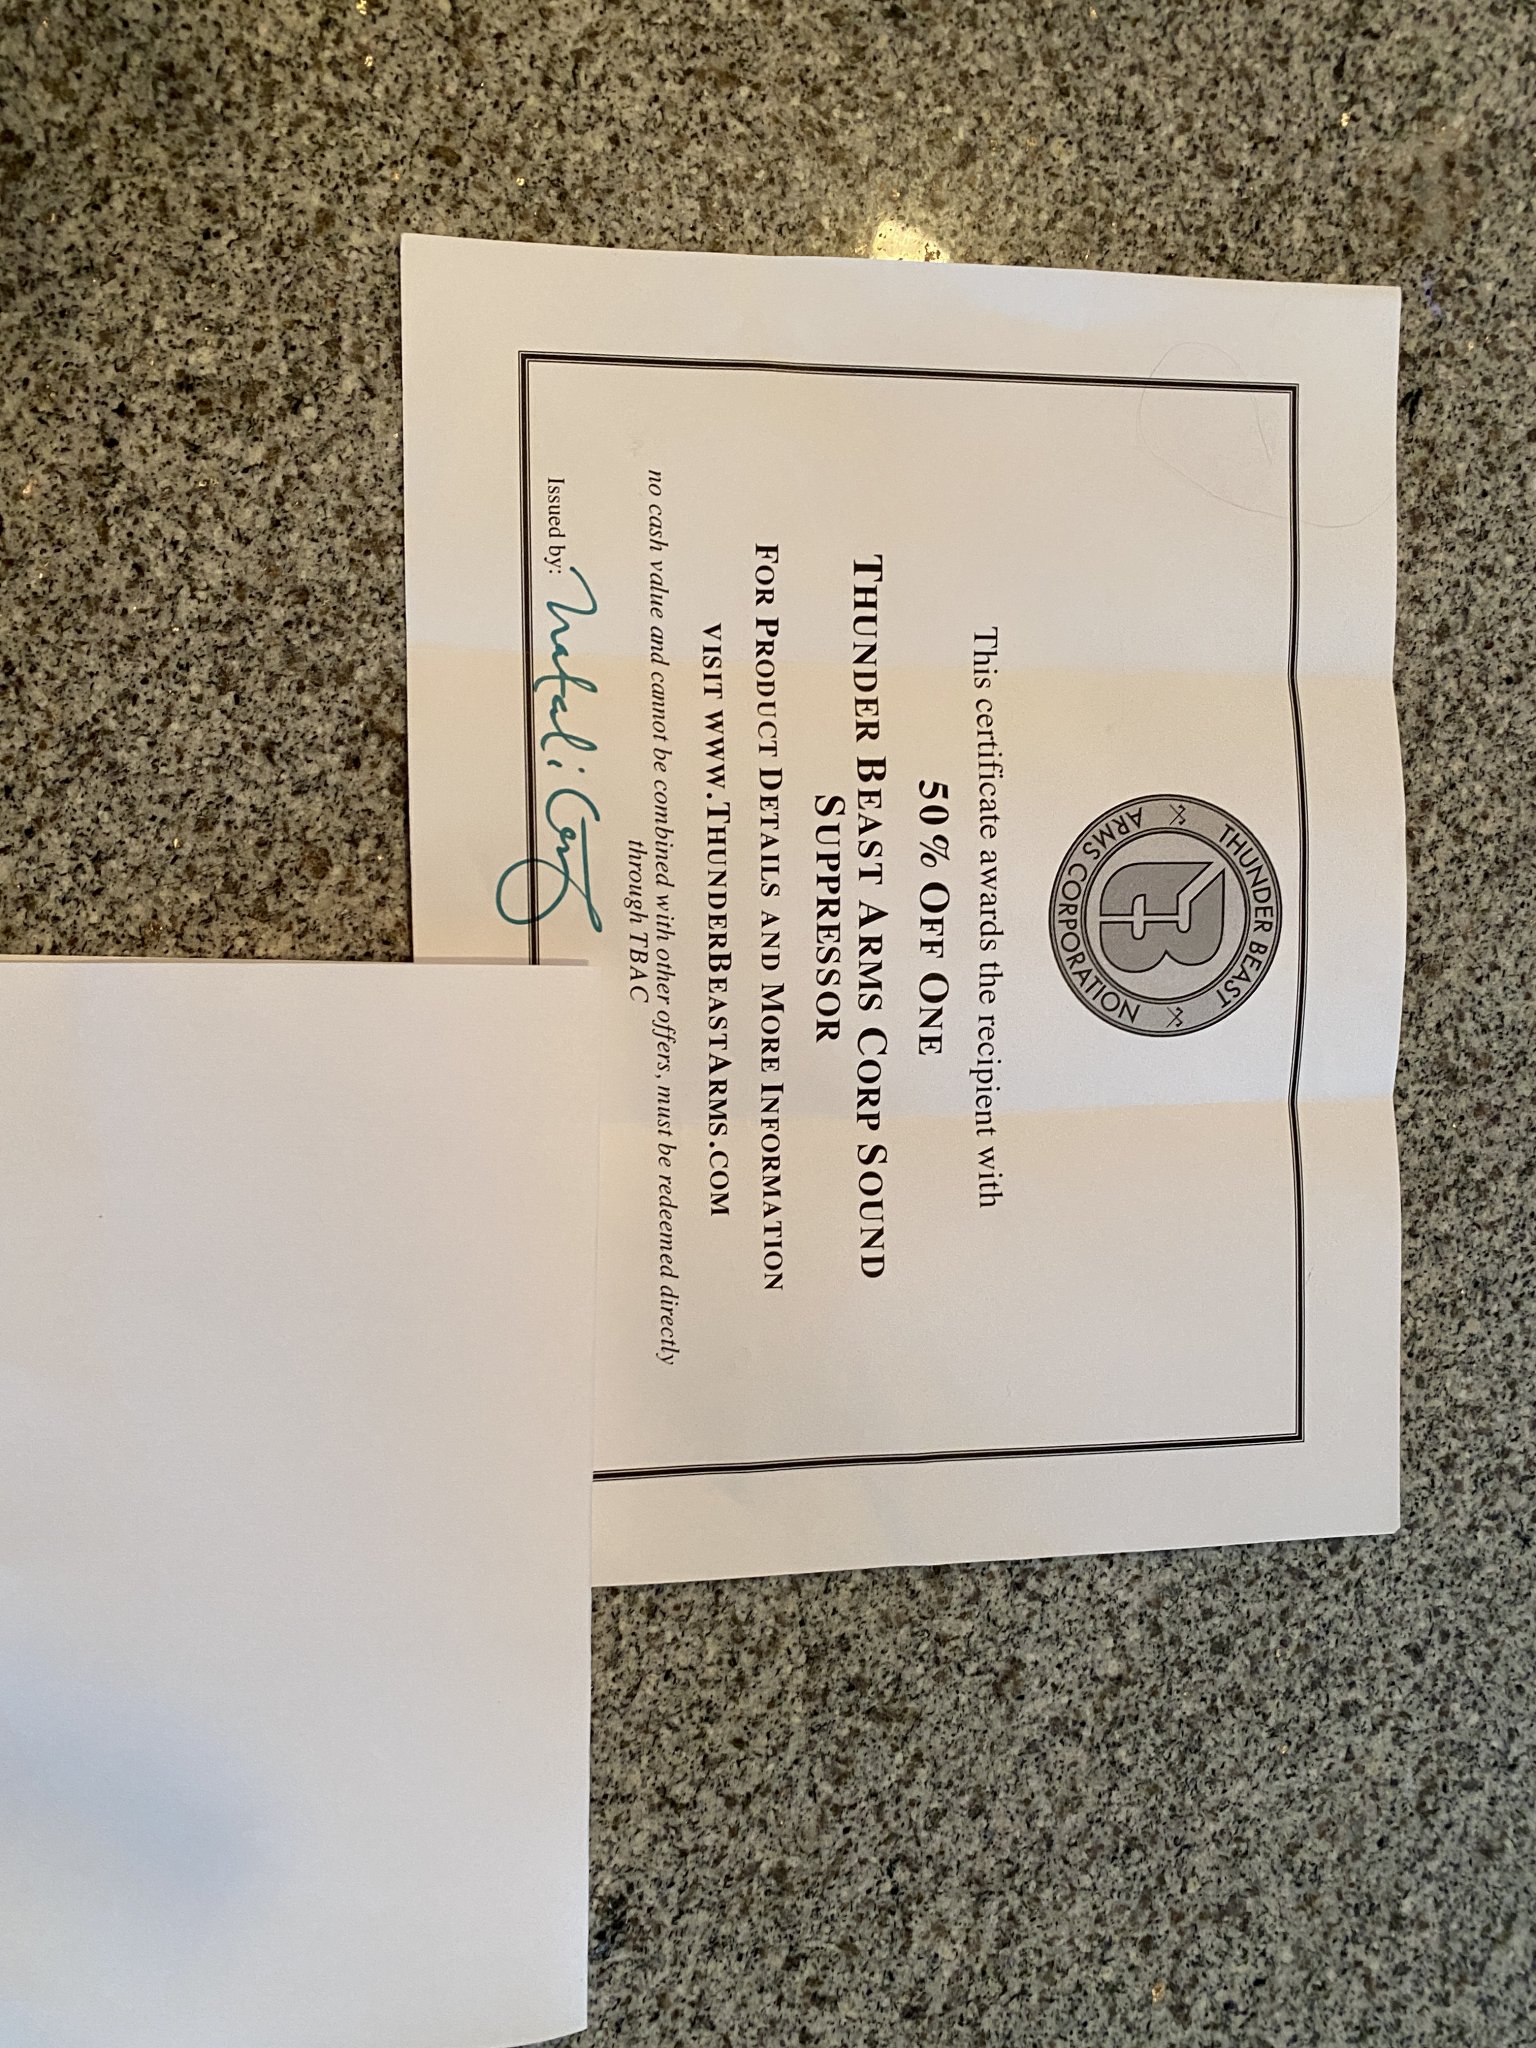 THUNDER BEAST
ARMS CORPORATION
This certificate awards the recipient with
50% OFF ONE
THUNDER BEAST ARMS CORP SOUND
SUPPRESSOR
FOR PRODUCT DETAILS AND MORE INFORMATION
VISIT WWW.THUNDERBEASTARMS.COM
no cash value and cannot be combined with other offers, must be redeemed directly
through TBAC
Issued by: Natali